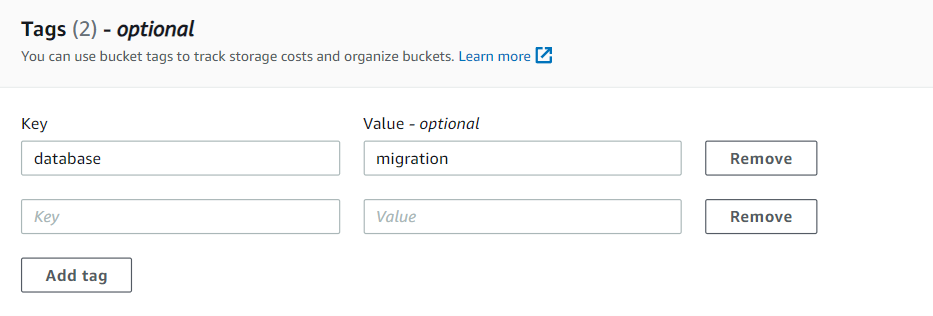 Tags (2) - optional
You can use bucket tags to track storage costs and organize buckets. Learn more
Key Value - optional
database migration Remove
Key Value Remove
Add tag